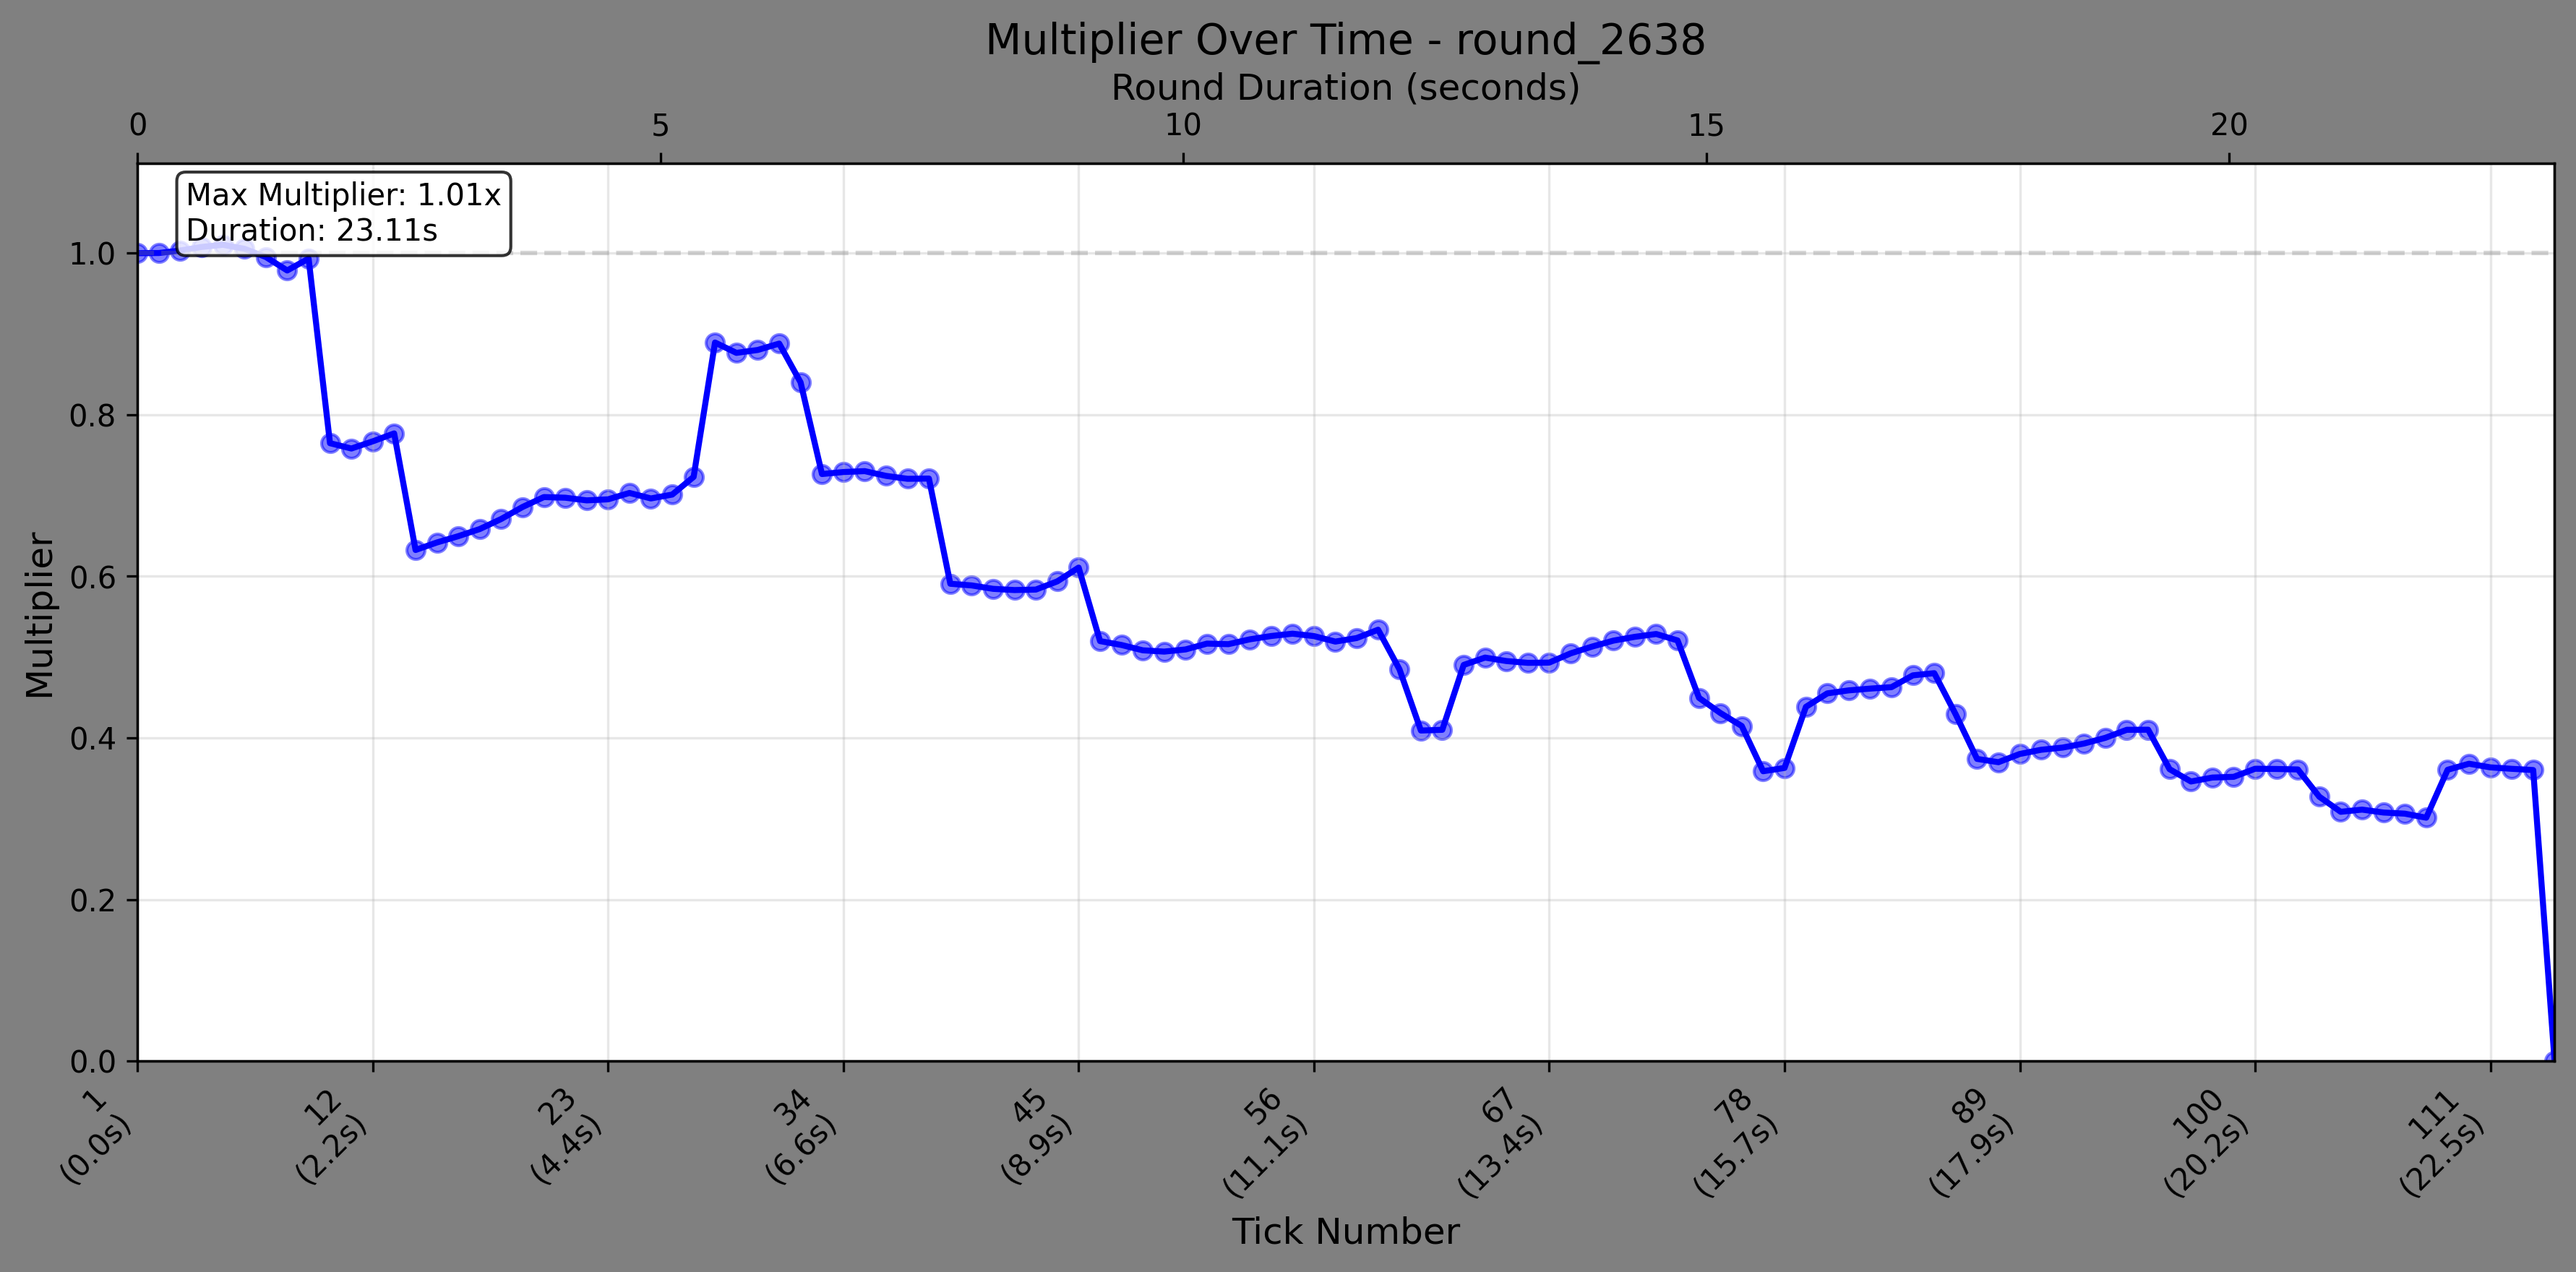 Multiplier Over Time - round_2638
Round Duration (seconds)
0 5 10 15 20
Max Multiplier: 1.01x
Duration: 23.11s
Multiplier
1.0
0.8
0.6
0.4
0.2
0.0
1
(0.0s)
12
(2.2s)
23
(4.4s)
34
(6.6s)
45
(8.9s)
56
(11.1s)
67
(13.4s)
78
(15.7s)
89
(17.9s)
100
(20.2s)
111
(22.5s)
Tick Number